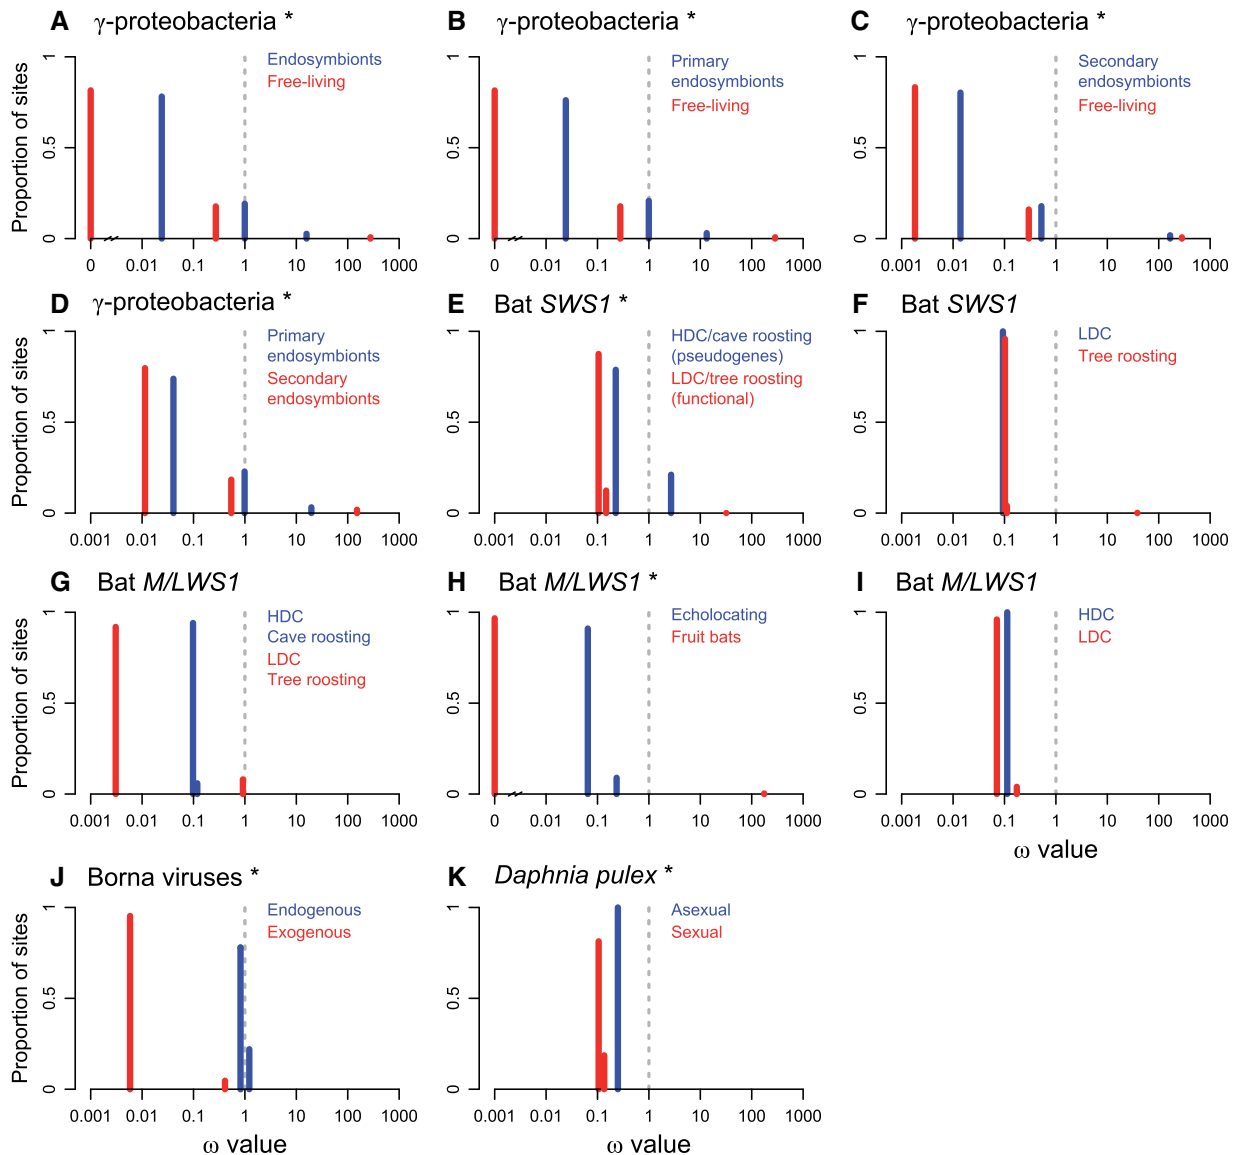 A γ-proteobacteria *
Endosymbionts
Free-living
Proportion of sites
0 0.5 1
0 0.01 0.1 1 10 100 1000
B γ-proteobacteria *
Primary
endosymbionts
Free-living
0 0.5 1
0 0.01 0.1 1 10 100 1000
C γ-proteobacteria *
Secondary
endosymbionts
Free-living
0 0.5 1
0.001 0.01 0.1 1 10 100 1000
D γ-proteobacteria *
Primary
endosymbionts
Secondary
endosymbionts
Proportion of sites
0 0.5 1
0.001 0.01 0.1 1 10 100 1000
E Bat SWS1 *
HDC/cave roosting
(pseudogenes)
LDC/tree roosting
(functional)
0 0.5 1
0.001 0.01 0.1 1 10 100 1000
F Bat SWS1
LDC
Tree roosting
0 0.5 1
0.001 0.01 0.1 1 10 100 1000
G Bat M/LWS1
HDC
Cave roosting
LDC
Tree roosting
Proportion of sites
0 0.5 1
0.001 0.01 0.1 1 10 100 1000
H Bat M/LWS1 *
Echolocating
Fruit bats
0 0.5 1
0 0.01 0.1 1 10 100 1000
I Bat M/LWS1
HDC
LDC
0 0.5 1
0.001 0.01 0.1 1 10 100 1000
ω value
J Borna viruses *
Endogenous
Exogenous
Proportion of sites
0 0.5 1
0.001 0.01 0.1 1 10 100 1000
ω value
K Daphnia pulex *
Asexual
Sexual
0 0.5 1
0.001 0.01 0.1 1 10 100 1000
ω value